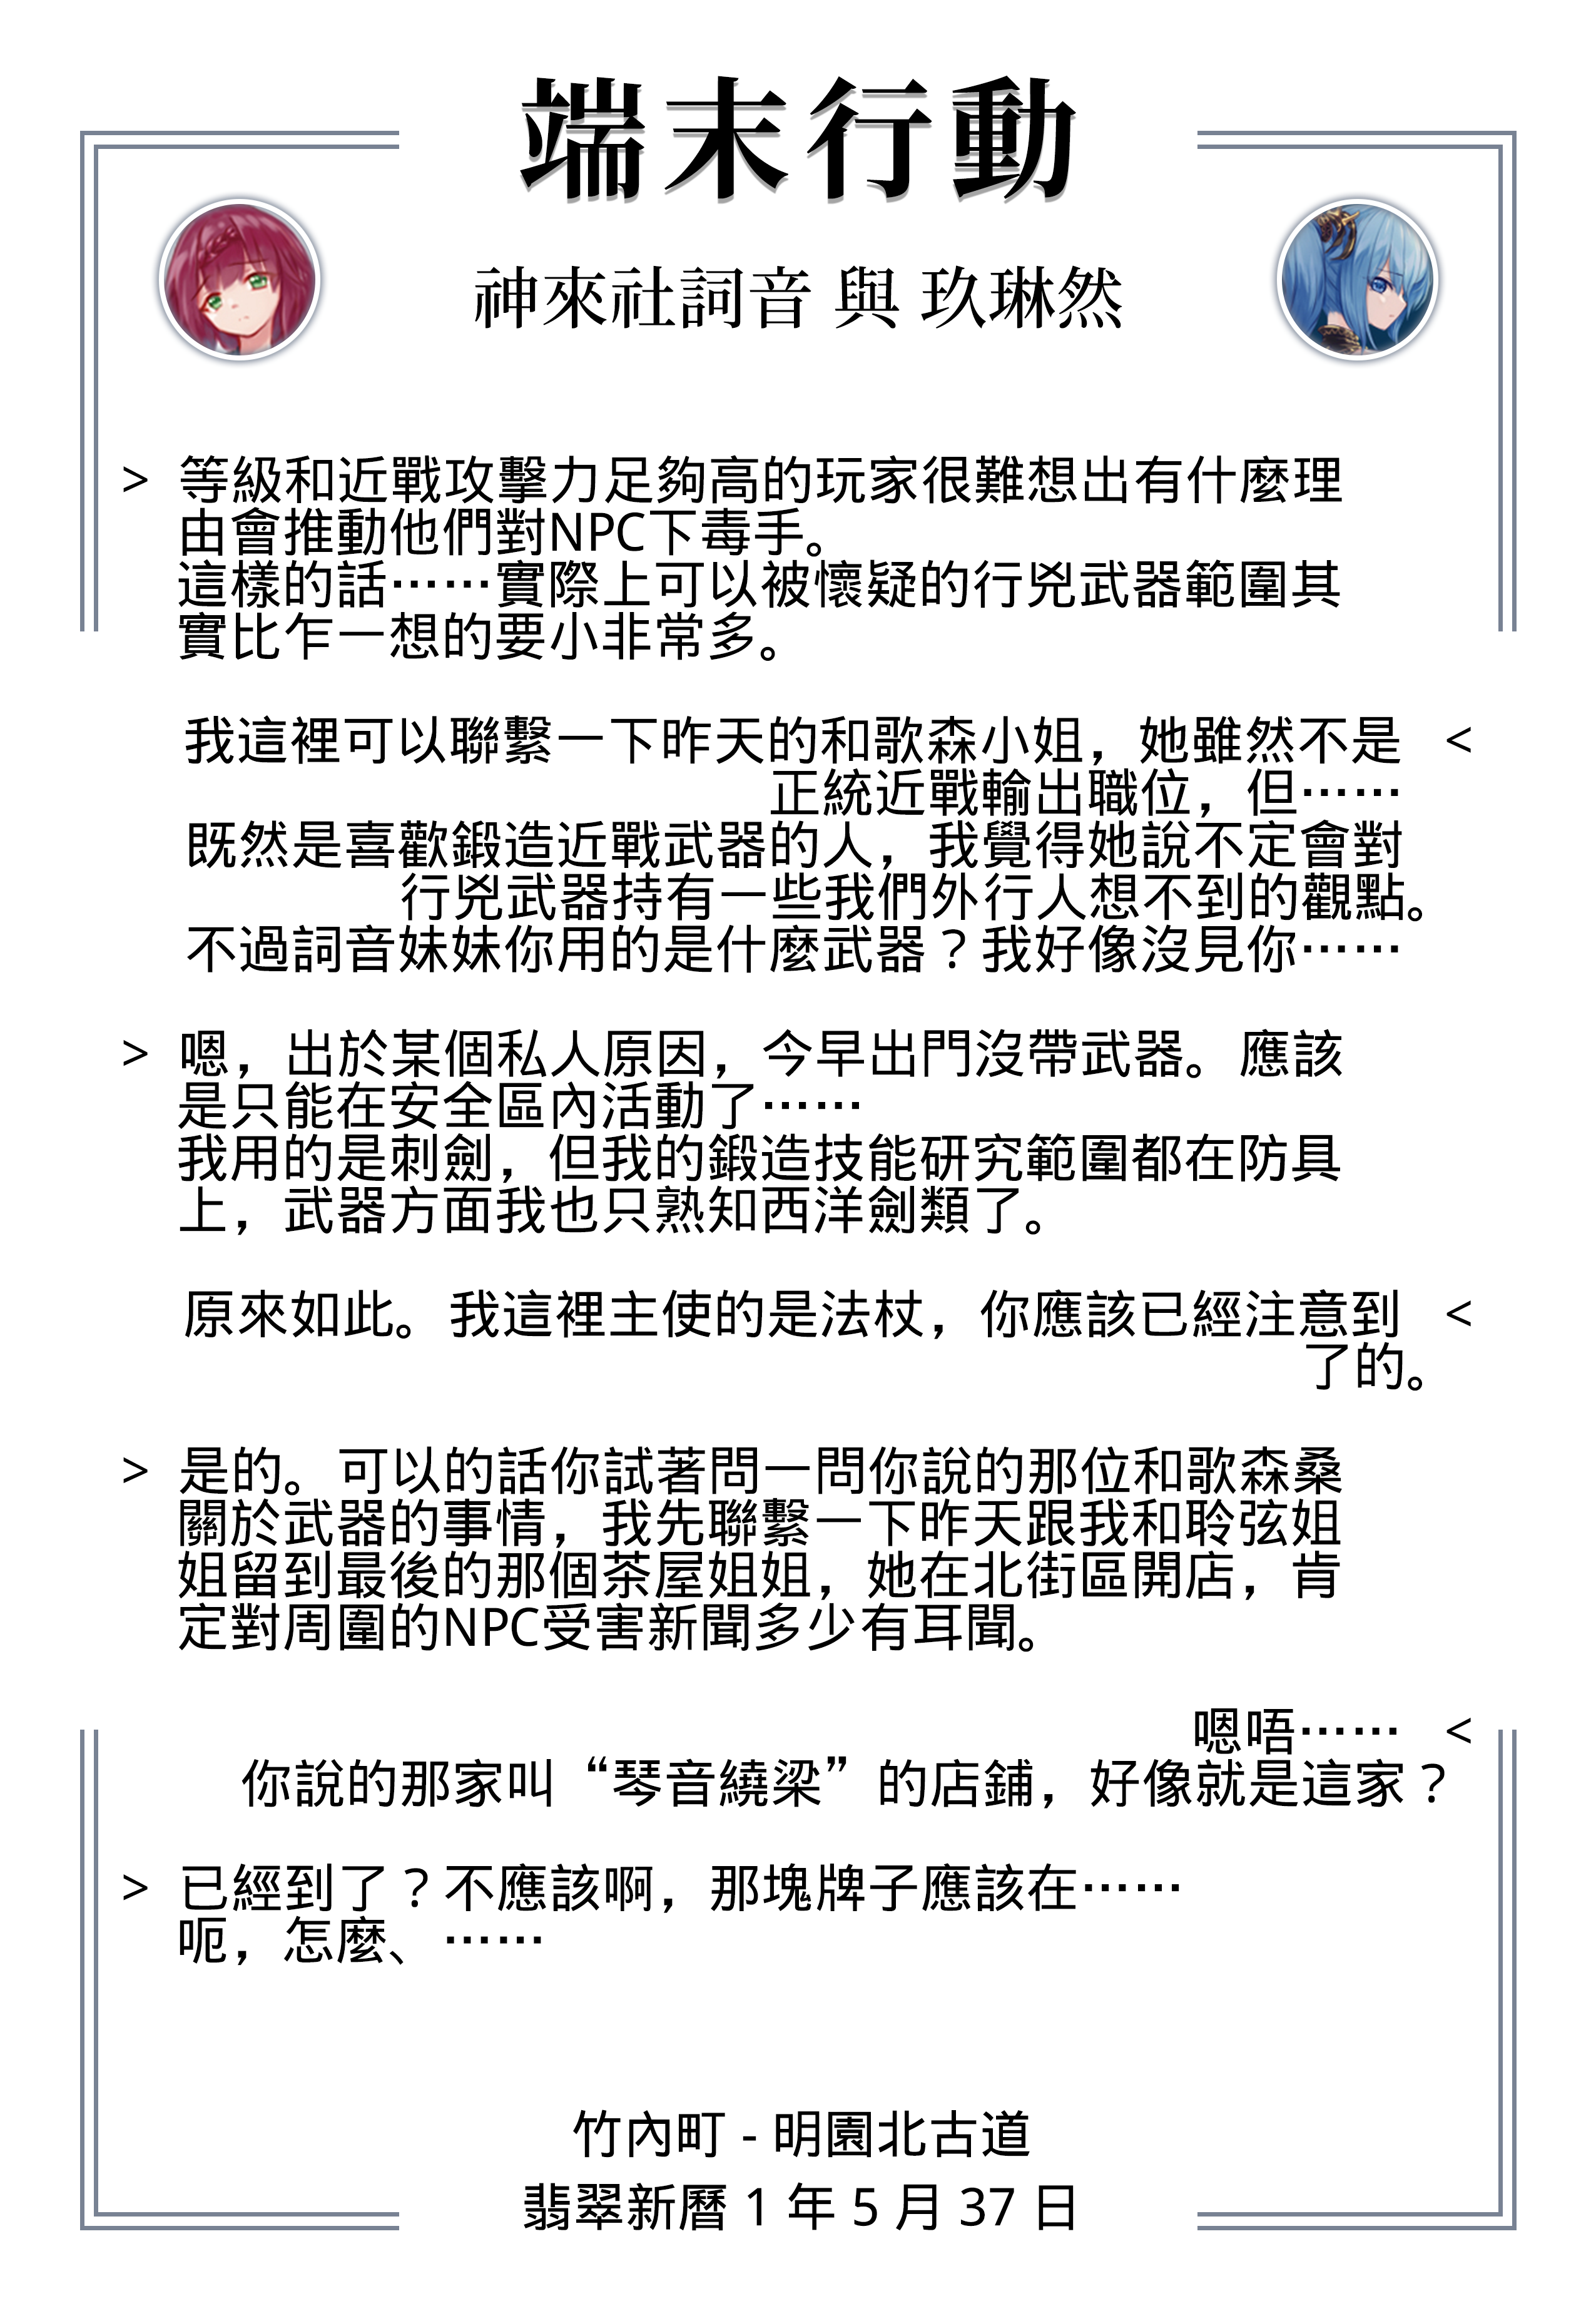 端末行動
神來社詞音 與 玖琳然
> 等級和近戰攻擊力足夠高的玩家很難想出有什麼理
由會推動他們對NPC下毒手。
這樣的話⋯⋯實際上可以被懷疑的行兇武器範圍其
實比乍一想的要小非常多。
我這裡可以聯繫一下昨天的和歌森小姐，她雖然不是 <
正統近戰輸出職位，但⋯⋯
既然是喜歡鍛造近戰武器的人，我覺得她說不定會對
行兇武器持有一些我們外行人想不到的觀點。
不過詞音妹妹你用的是什麼武器？我好像沒見你⋯⋯
> 嗯，出於某個私人原因，今早出門沒帶武器。應該
是只能在安全區內活動了⋯⋯
我用的是刺劍，但我的鍛造技能研究範圍都在防具
上，武器方面我也只熟知西洋劍類了。
原來如此。我這裡主使的是法杖，你應該已經注意到 <
了的。
> 是的。可以的話你試著問一問你說的那位和歌森桑
關於武器的事情，我先聯繫一下昨天跟我和聆弦姐
姐留到最後的那個茶屋姐姐，她在北街區開店，肯
定對周圍的NPC受害新聞多少有耳聞。
嗯唔⋯⋯ <
你說的那家叫“琴音繞梁”的店鋪，好像就是這家？
> 已經到了？不應該啊，那塊牌子應該在⋯⋯
呃，怎麼、⋯⋯
竹內町 - 明園北古道
翡翠新曆 1 年 5 月 37 日